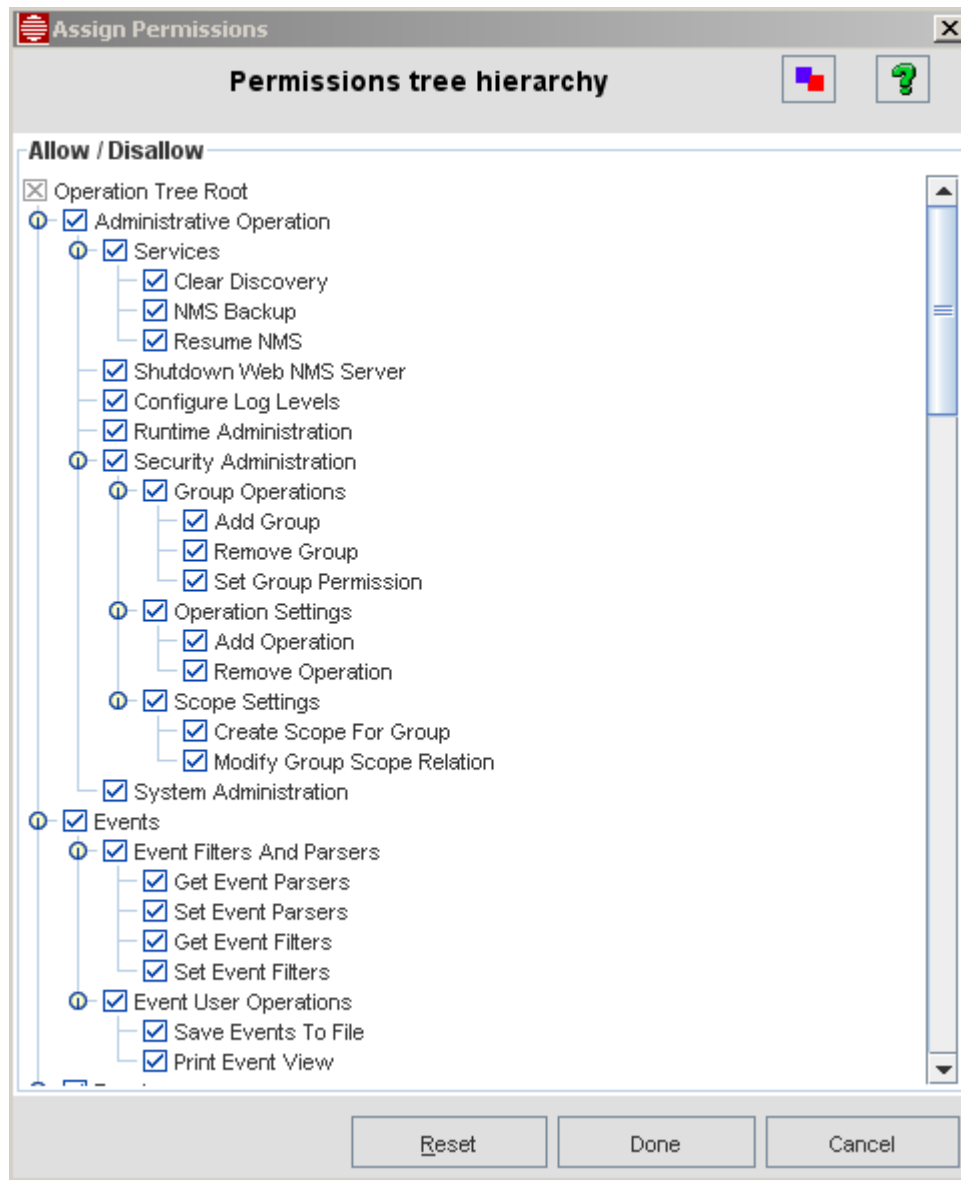 Assign Permissions
Permissions tree hierarchy
Allow / Disallow
Operation Tree Root
Administrative Operation
Services
Clear Discovery
NMS Backup
Resume NMS
Shutdown Web NMS Server
Configure Log Levels
Runtime Administration
Security Administration
Group Operations
Add Group
Remove Group
Set Group Permission
Operation Settings
Add Operation
Remove Operation
Scope Settings
Create Scope For Group
Modify Group Scope Relation
System Administration
Events
Event Filters And Parsers
Get Event Parsers
Set Event Parsers
Get Event Filters
Set Event Filters
Event User Operations
Save Events To File
Print Event View
Reset Done Cancel